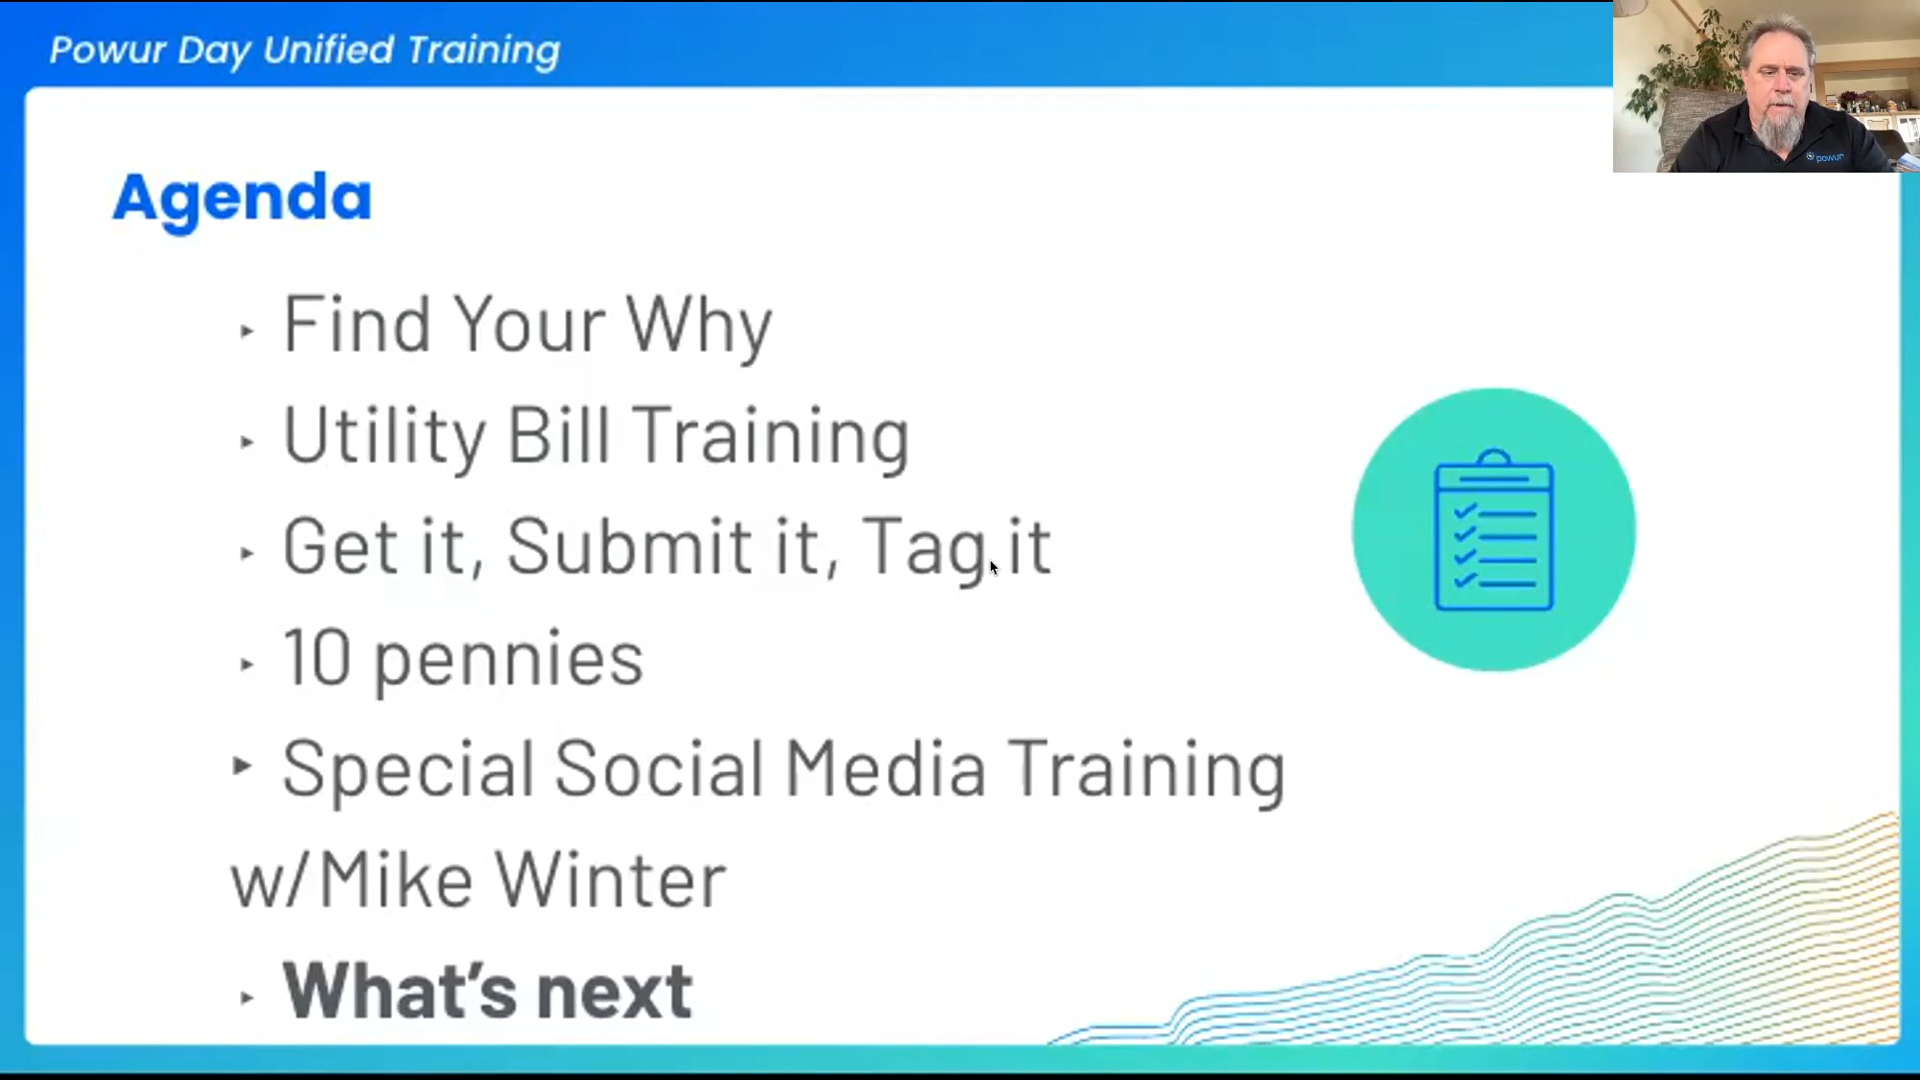 Powur Day Unified Training
powur
Agenda
‣ Find Your Why
‣ Utility Bill Training
‣ Get it, Submit it, Tag it
‣ 10 pennies
‣ Special Social Media Training
w/Mike Winter
‣ What's next